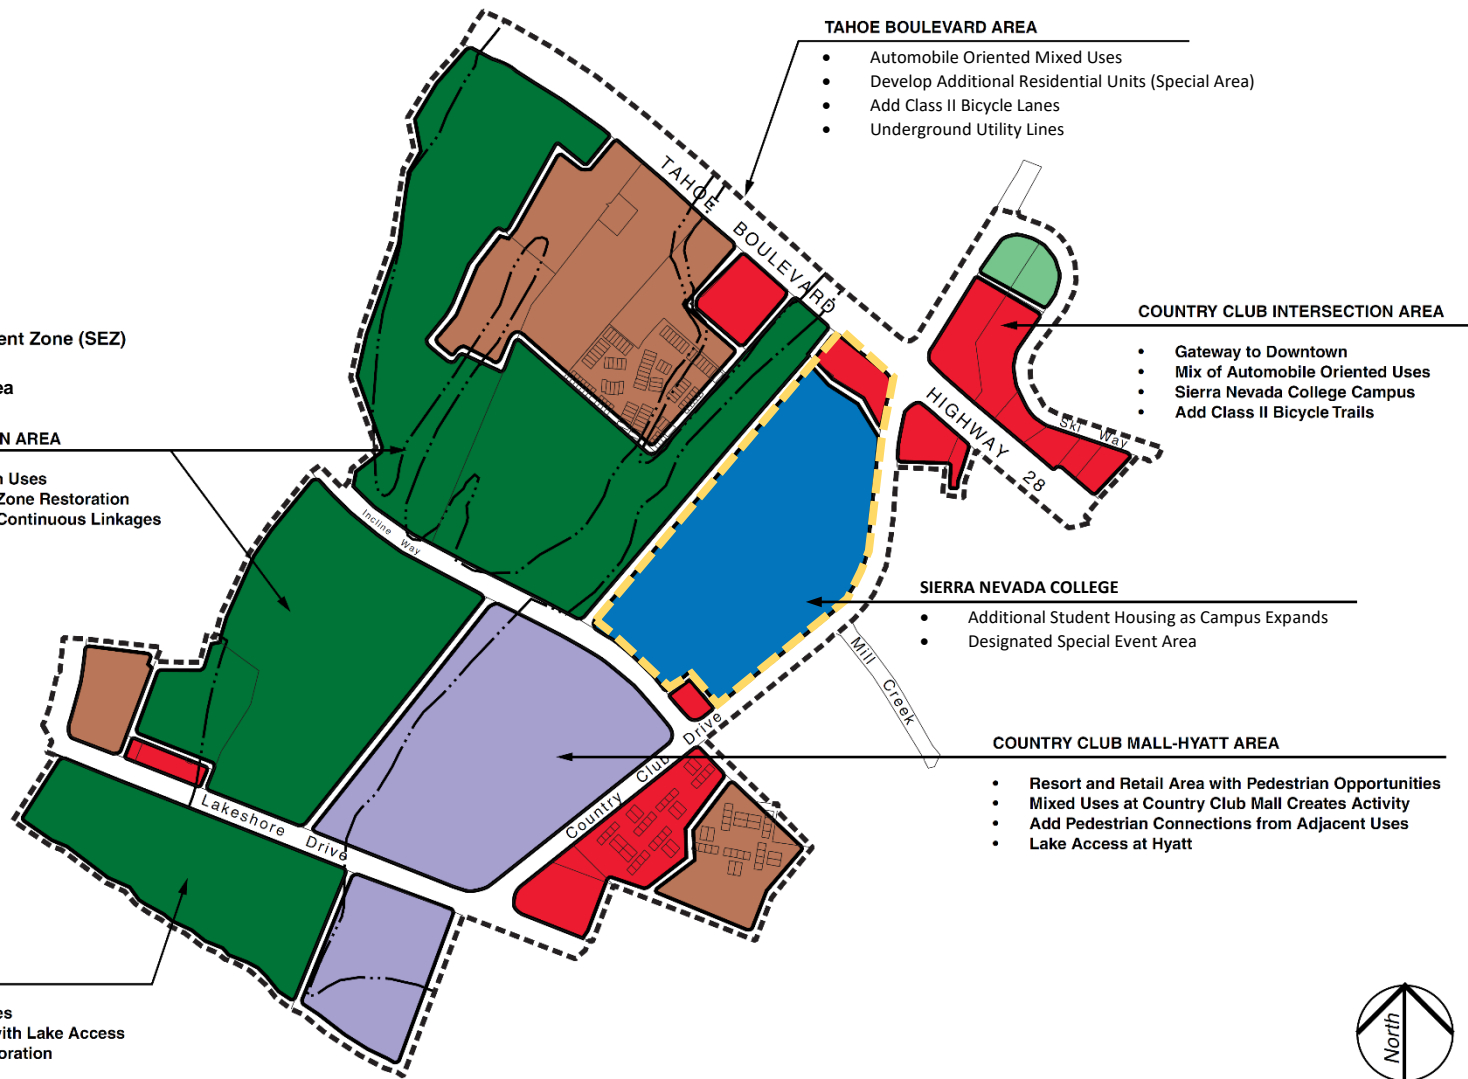 TAHOE BOULEVARD AREA
• Automobile Oriented Mixed Uses
• Develop Additional Residential Units (Special Area)
• Add Class II Bicycle Lanes
• Underground Utility Lines
TAHOE BOULEVARD
COUNTRY CLUB INTERSECTION AREA
• Gateway to Downtown
• Mix of Automobile Oriented Uses
• Sierra Nevada College Campus
• Add Class II Bicycle Trails
HIGHWAY 28
Ski Way
ent Zone (SEZ)
ea
N AREA
n Uses
Zone Restoration
Continuous Linkages
Incline Way
SIERRA NEVADA COLLEGE
• Additional Student Housing as Campus Expands
• Designated Special Event Area
Mill Creek
COUNTRY CLUB MALL-HYATT AREA
• Resort and Retail Area with Pedestrian Opportunities
• Mixed Uses at Country Club Mall Creates Activity
• Add Pedestrian Connections from Adjacent Uses
• Lake Access at Hyatt
Country Club Drive
Lakeshore Drive
es
with Lake Access
oration
North